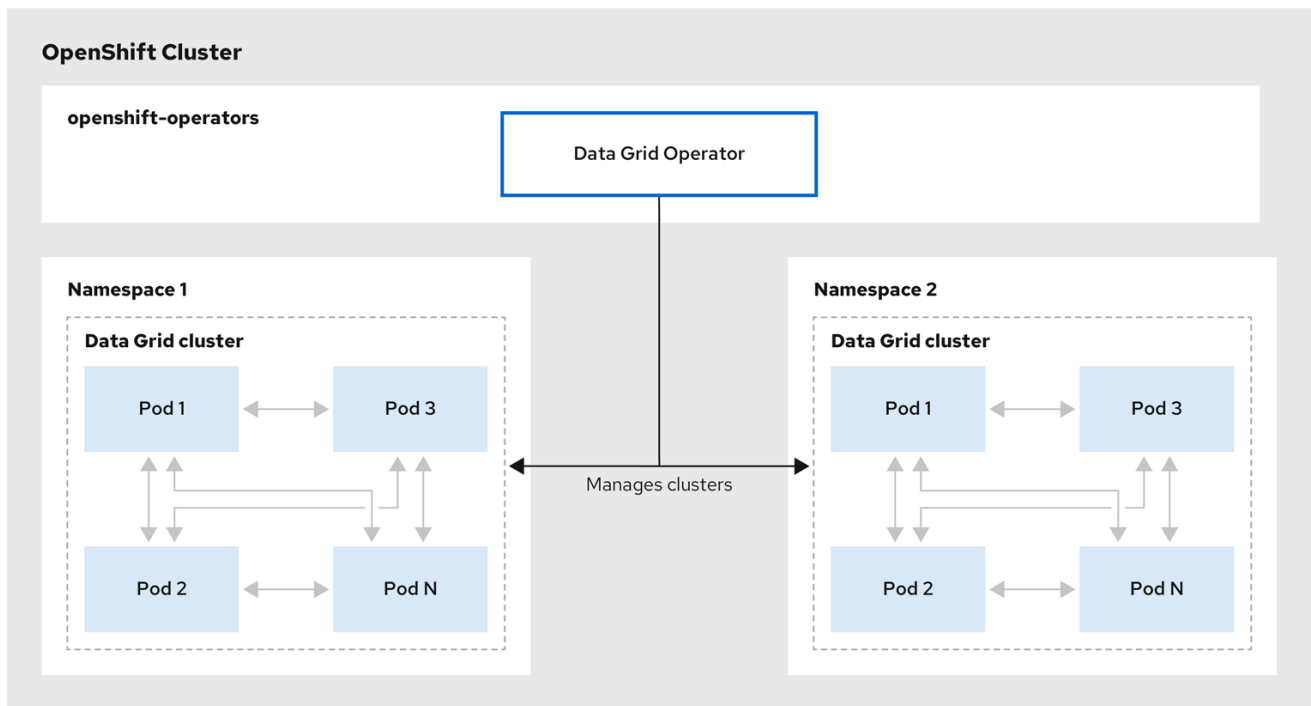 OpenShift Cluster
openshift-operators
Data Grid Operator
Namespace 1
Data Grid cluster
Pod 1
Pod 3
Pod 2
Pod N
Manages clusters
Namespace 2
Data Grid cluster
Pod 1
Pod 3
Pod 2
Pod N